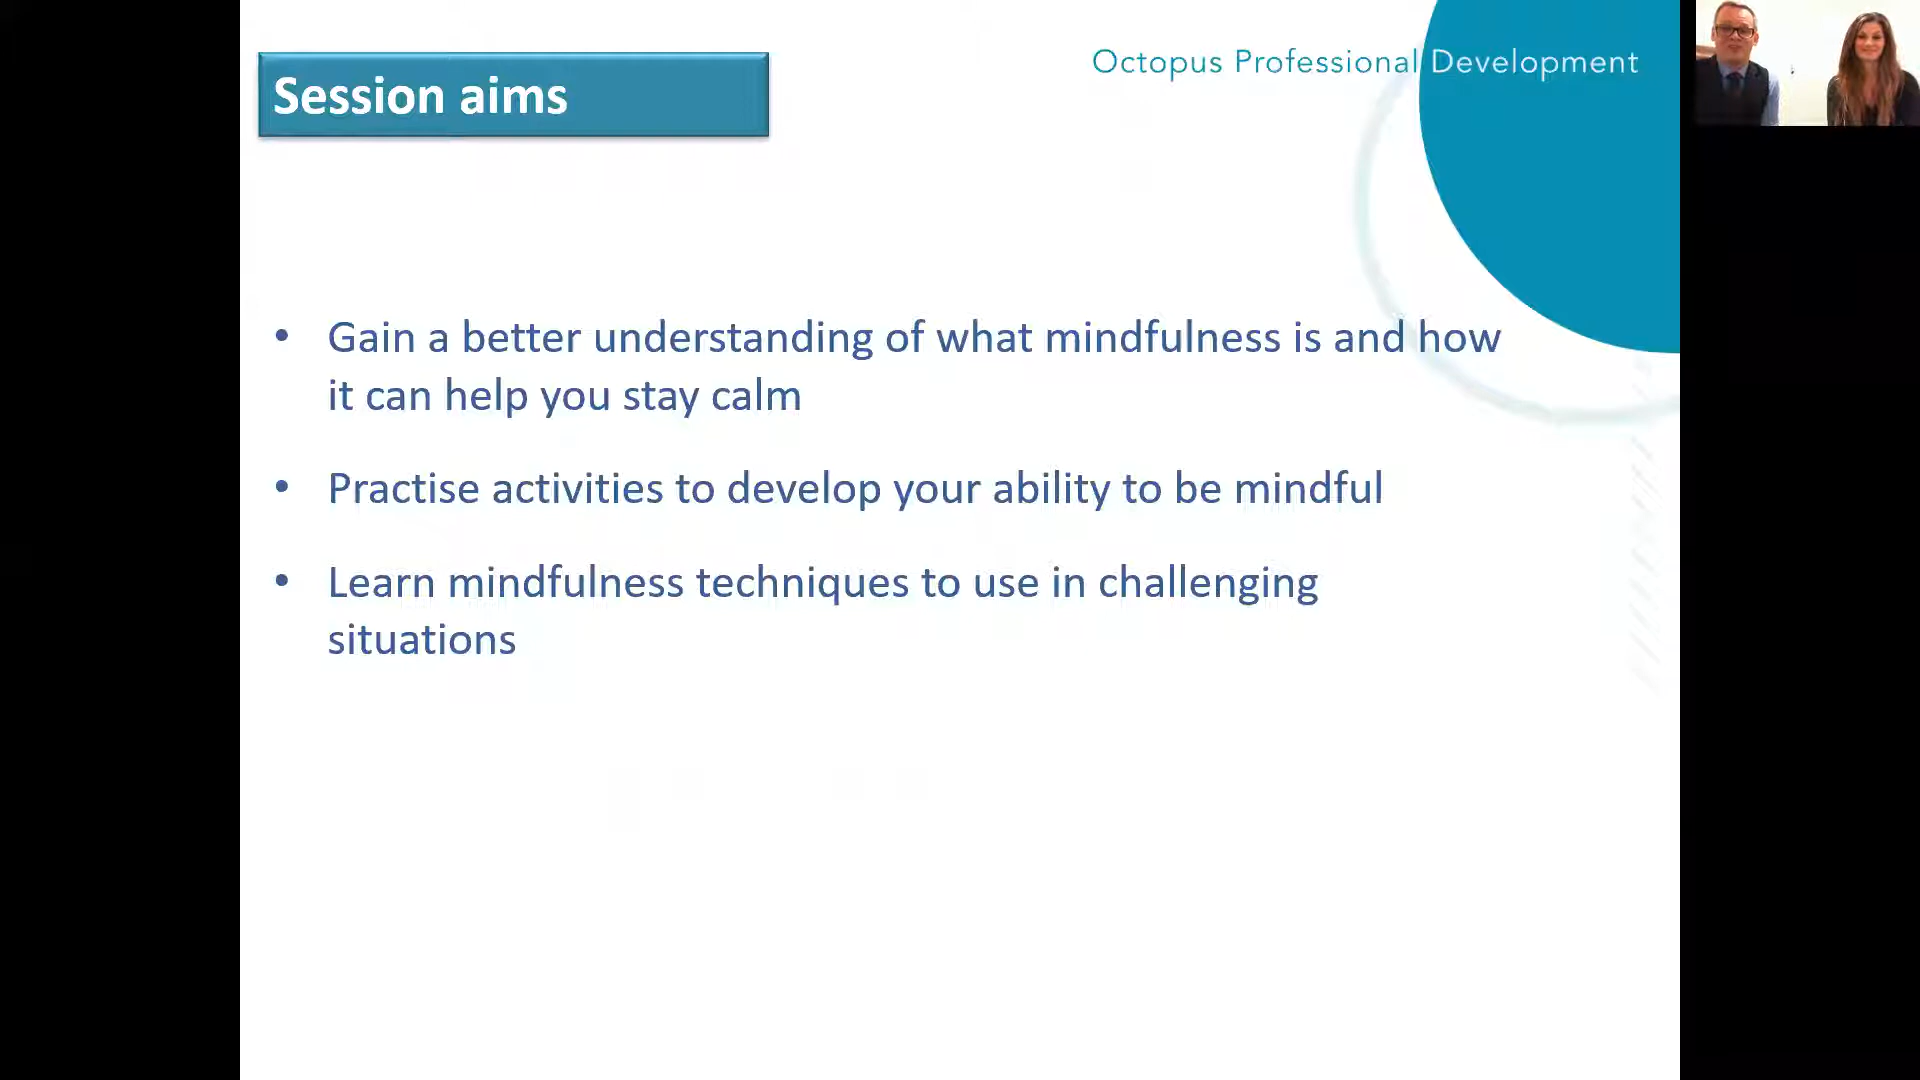 Session aims
Octopus Professional Development
• Gain a better understanding of what mindfulness is and how
it can help you stay calm
• Practise activities to develop your ability to be mindful
• Learn mindfulness techniques to use in challenging
situations